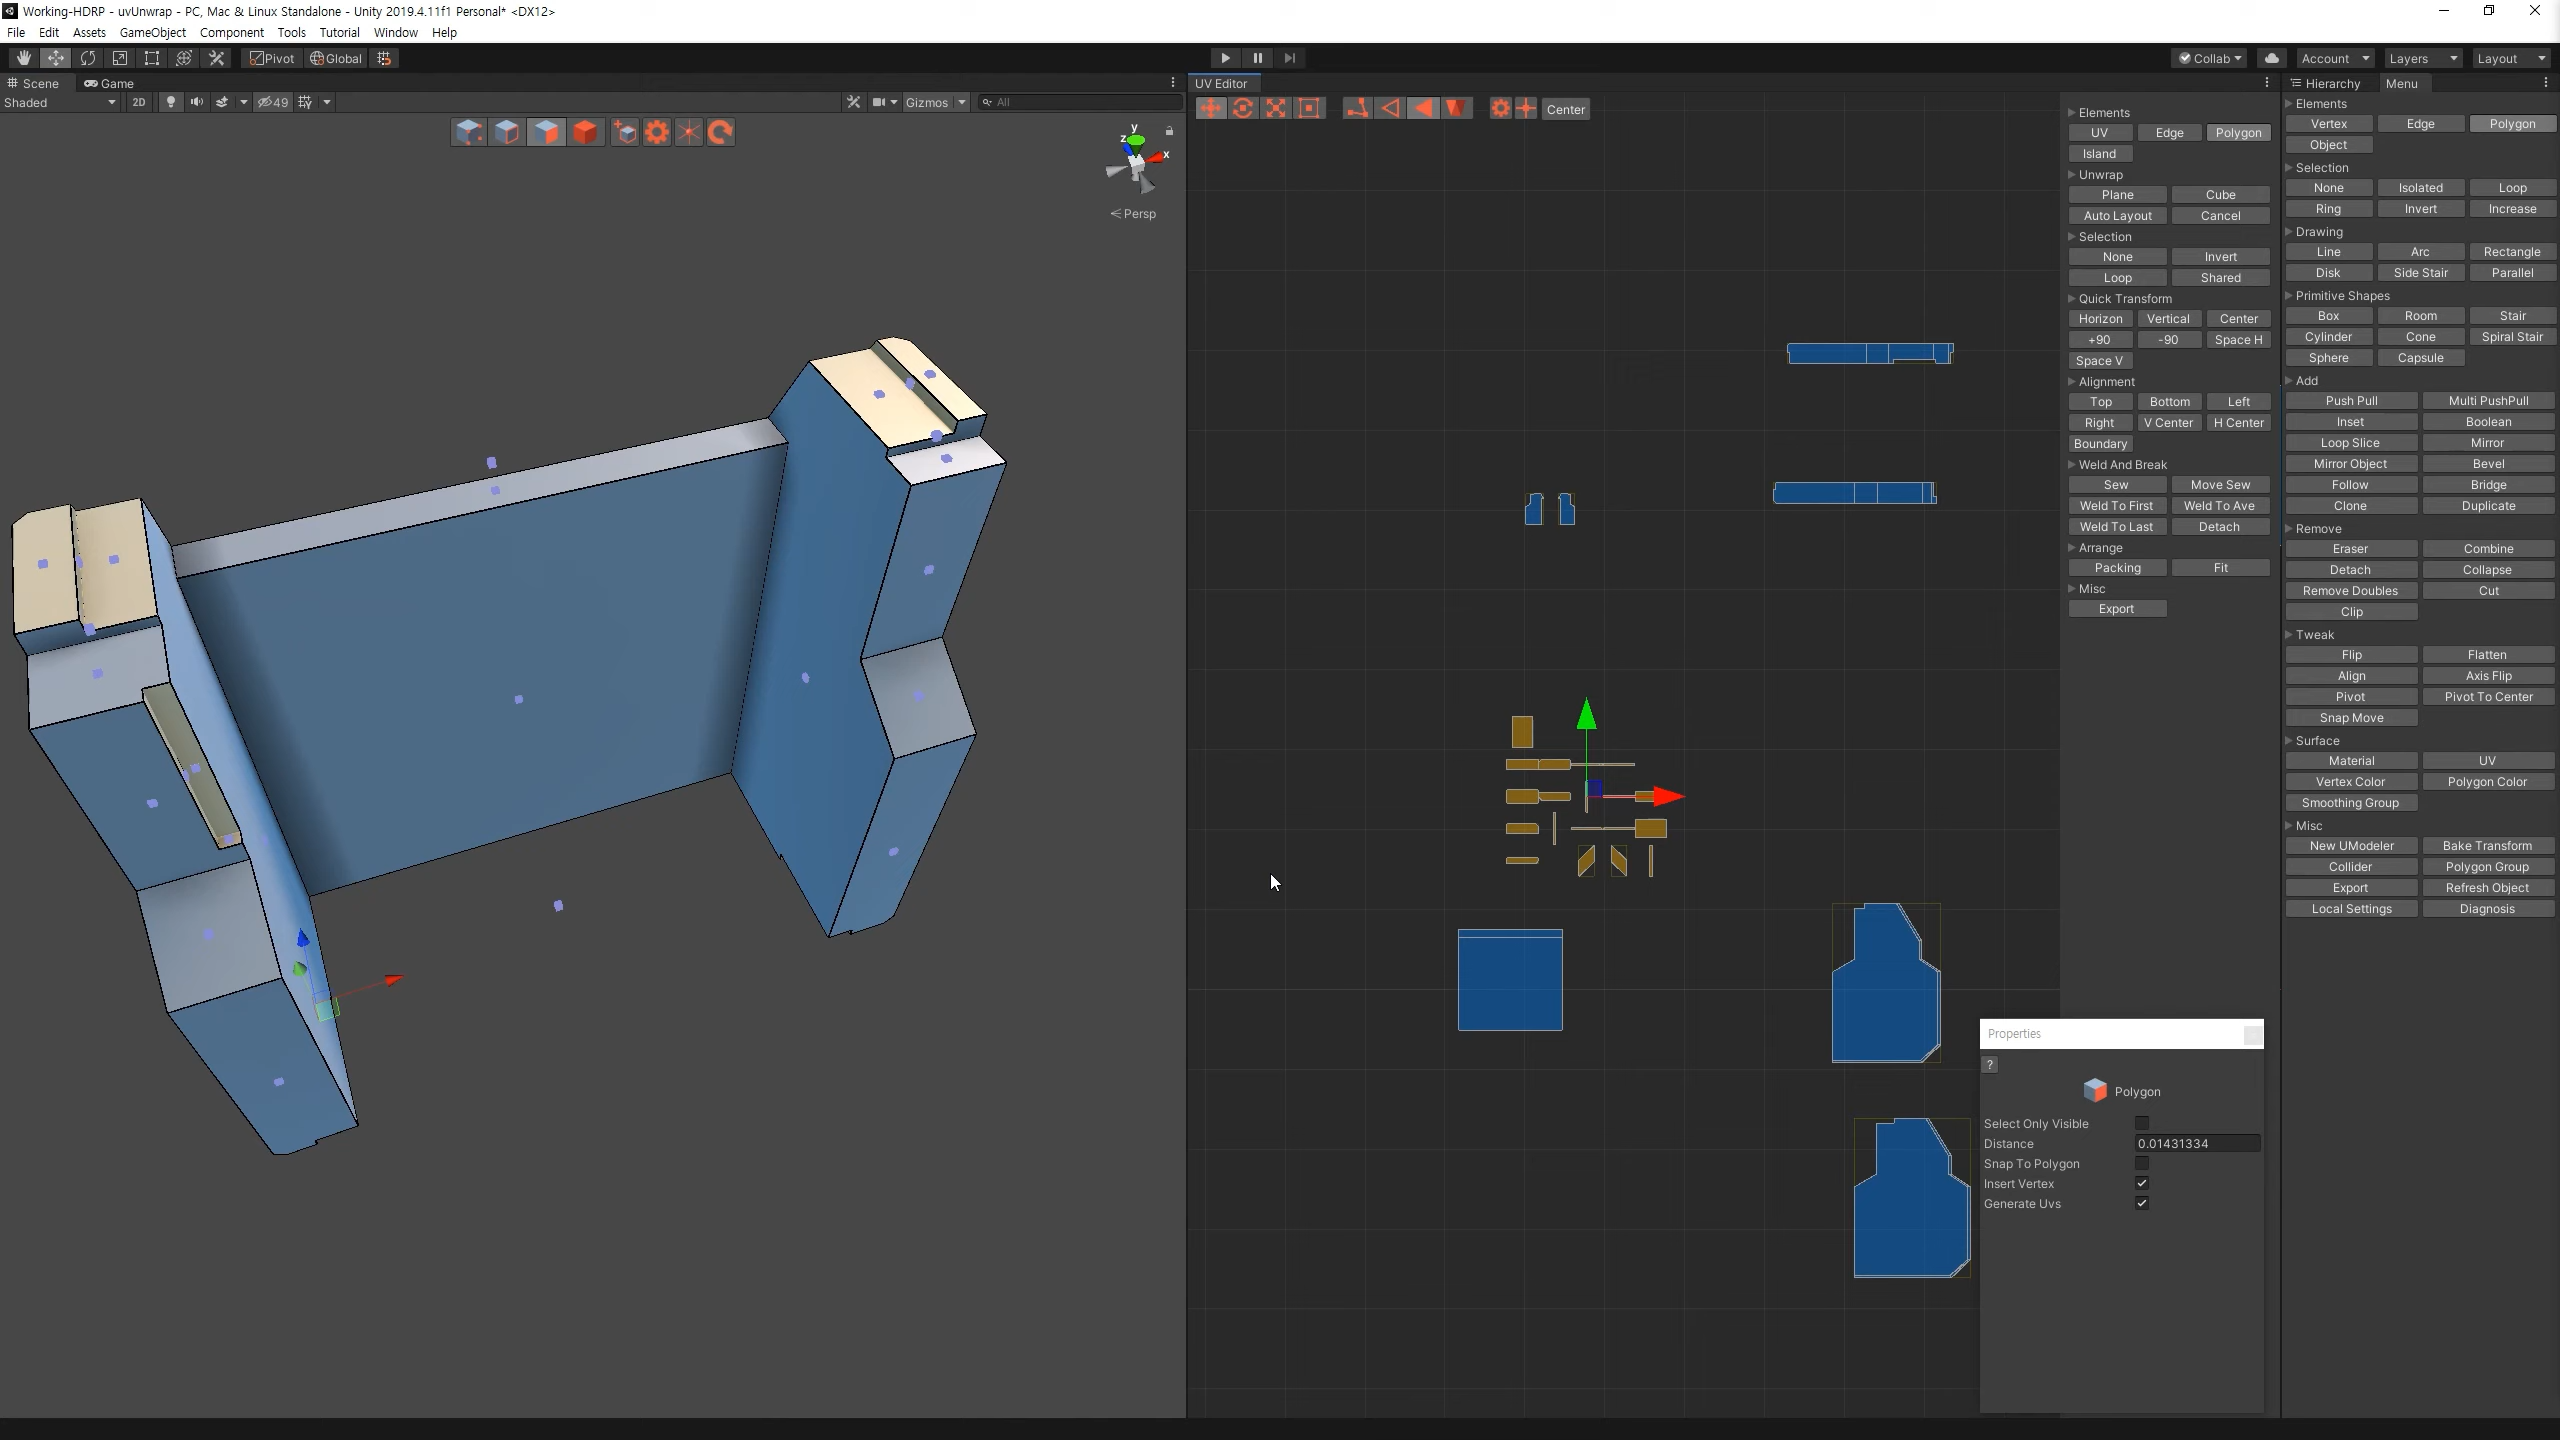 Working-HDRP - uvUnwrap - PC, Mac & Linux Standalone - Unity 2019.4.11f1 Personal* <DX12>
File Edit Assets GameObject Component Tools Tutorial Window Help
Pivot Global Collab Account Layers Layout
Scene Game
Shaded 2D 49 Gizmos All
y
z
x
Persp
UV Editor
Center
Elements
UV Edge Polygon
Island
Unwrap
Plane Cube
Auto Layout Cancel
Selection
None Invert
Loop Shared
Quick Transform
Horizon Vertical Center
+90 -90 Space H
Space V
Alignment
Top Bottom Left
Right V Center H Center
Boundary
Weld And Break
Sew Move Sew
Weld To First Weld To Ave
Weld To Last Detach
Arrange
Packing Fit
Misc
Export
Properties
?
Polygon
Select Only Visible
Distance 0.01431334
Snap To Polygon
Insert Vertex
Generate Uvs
Hierarchy Menu
Elements
Vertex Edge Polygon
Object
Selection
None Isolated Loop
Ring Invert Increase
Drawing
Line Arc Rectangle
Disk Side Stair Parallel
Primitive Shapes
Box Room Stair
Cylinder Cone Spiral Stair
Sphere Capsule
Add
Push Pull Multi PushPull
Inset Boolean
Loop Slice Mirror
Mirror Object Bevel
Follow Bridge
Clone Duplicate
Remove
Eraser Combine
Detach Collapse
Remove Doubles Cut
Clip
Tweak
Flip Flatten
Align Axis Flip
Pivot Pivot To Center
Snap Move
Surface
Material UV
Vertex Color Polygon Color
Smoothing Group
Misc
New UModeler Bake Transform
Collider Polygon Group
Export Refresh Object
Local Settings Diagnosis